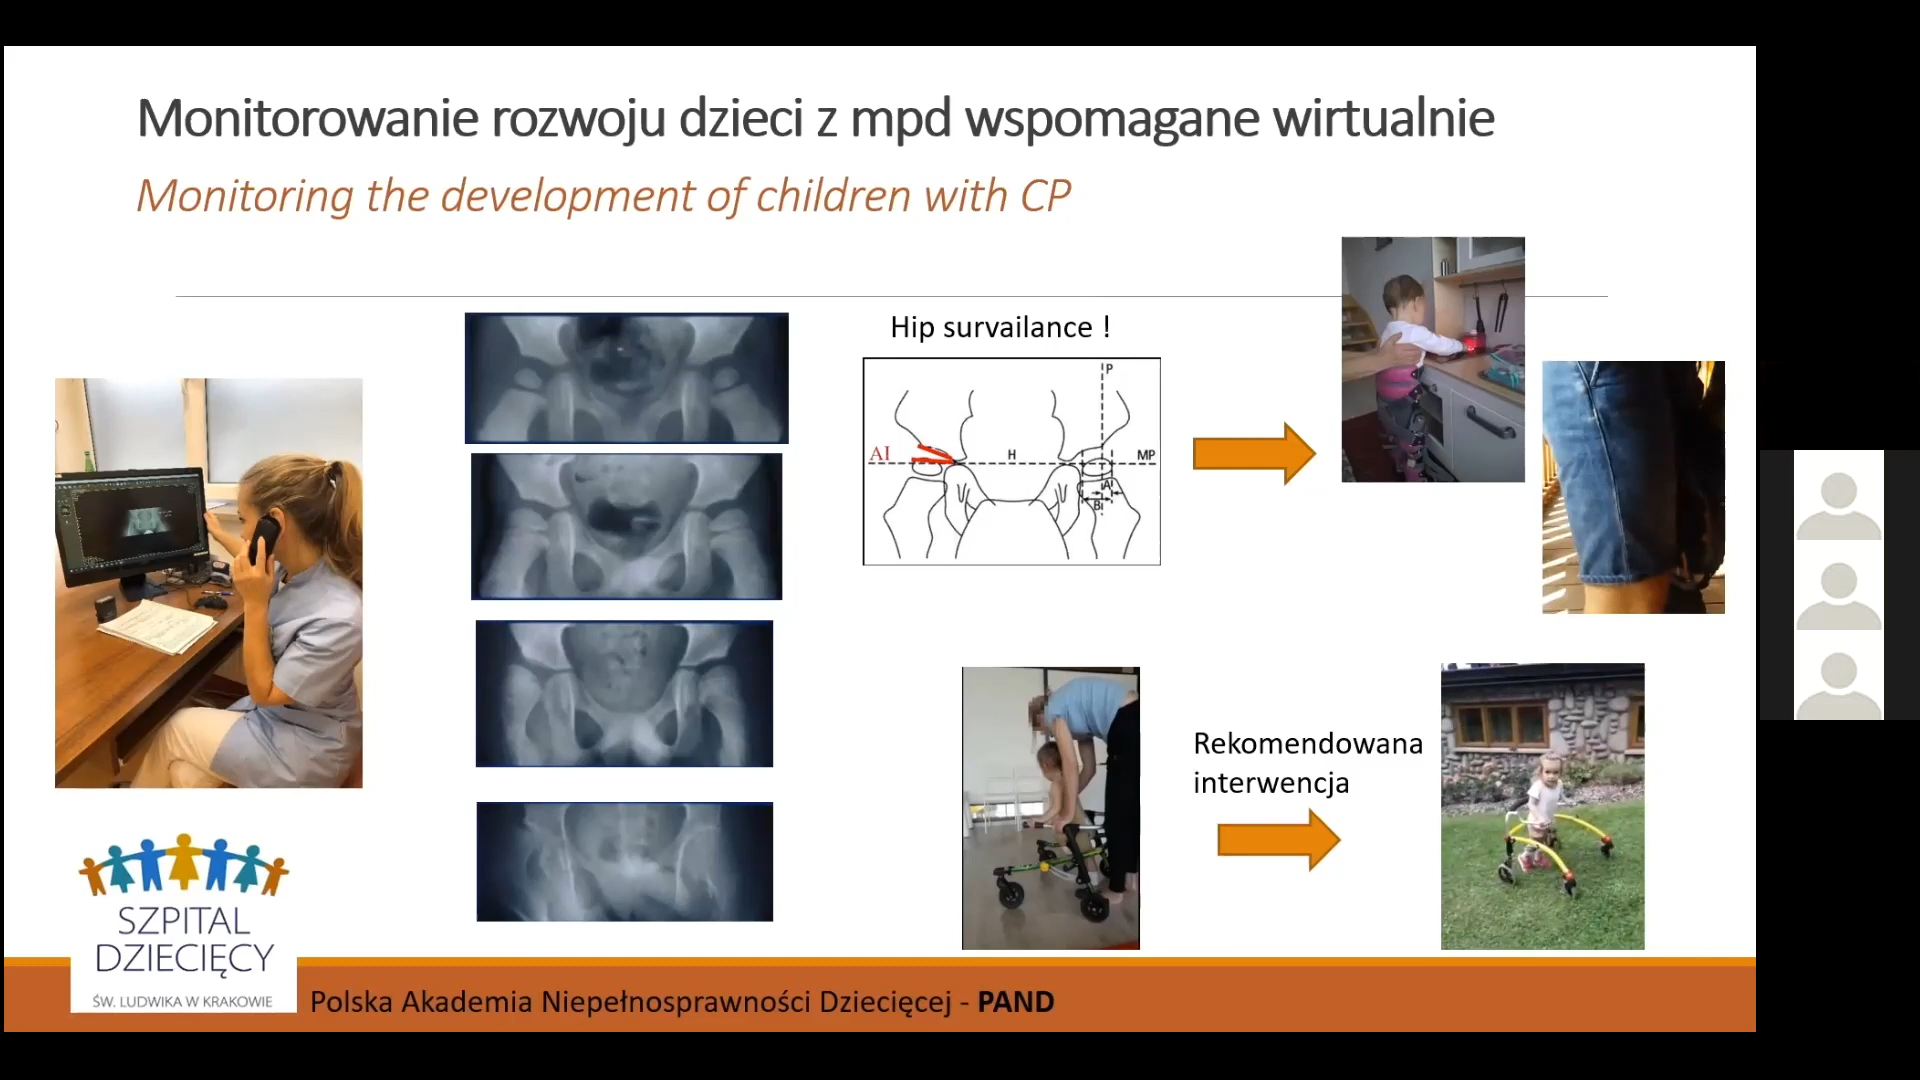 Monitorowanie rozwoju dzieci z mpd wspomagane wirtualnie
Monitoring the development of children with CP
Hip survailance !
P
AI
H
MP
A
B
Rekomendowana
interwencja
SZPITAL
DZIECIĘCY
ŚW. LUDWIKA W KRAKOWIE
Polska Akademia Niepełnosprawności Dziecięcej - PAND